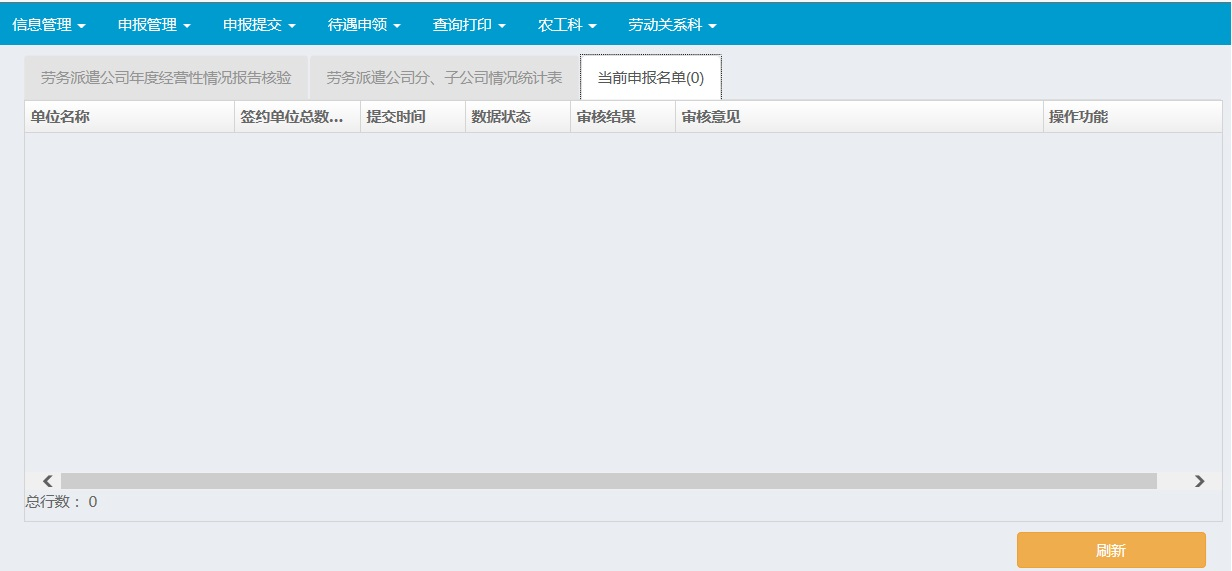 信息管理 申报管理 申报提交 待遇申领 查询打印 农工科 劳动关系科
劳务派遣公司年度经营性情况报告核验 劳务派遣公司分、子公司情况统计表 当前申报名单(0)
单位名称 签约单位总数... 提交时间 数据状态 审核结果 审核意见 操作功能
总行数： 0
刷新